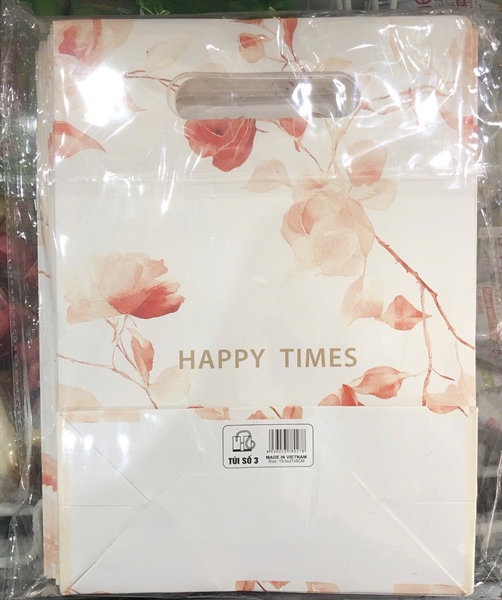 HAPPY TIMES
TÚI SỐ 3
MADE IN VIETNAM